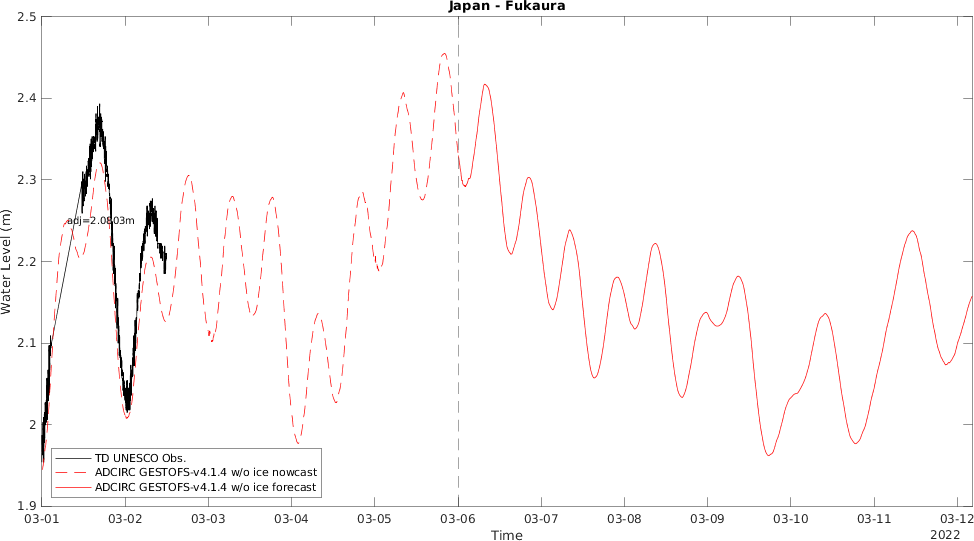 Japan - Fukaura
2.5
2.4
2.3
2.2
2.1
2
1.9
Water Level (m)
adj=2.0803m
TD UNESCO Obs.
ADCIRC GESTOFS-v4.1.4 w/o ice nowcast
ADCIRC GESTOFS-v4.1.4 w/o ice forecast
03-01 03-02 03-03 03-04 03-05 03-06 03-07 03-08 03-09 03-10 03-11 03-12
Time
2022